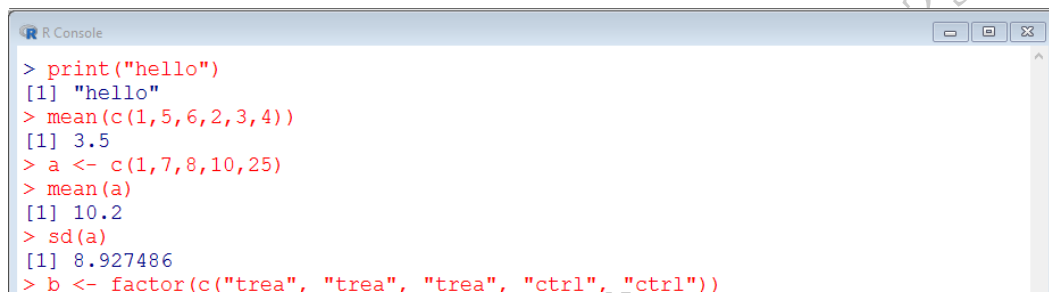 R Console
> print("hello")
[1] "hello"
> mean(c(1,5,6,2,3,4))
[1] 3.5
> a <- c(1,7,8,10,25)
> mean(a)
[1] 10.2
> sd(a)
[1] 8.927486
> b <- factor(c("trea", "trea", "trea", "ctrl", "ctrl"))